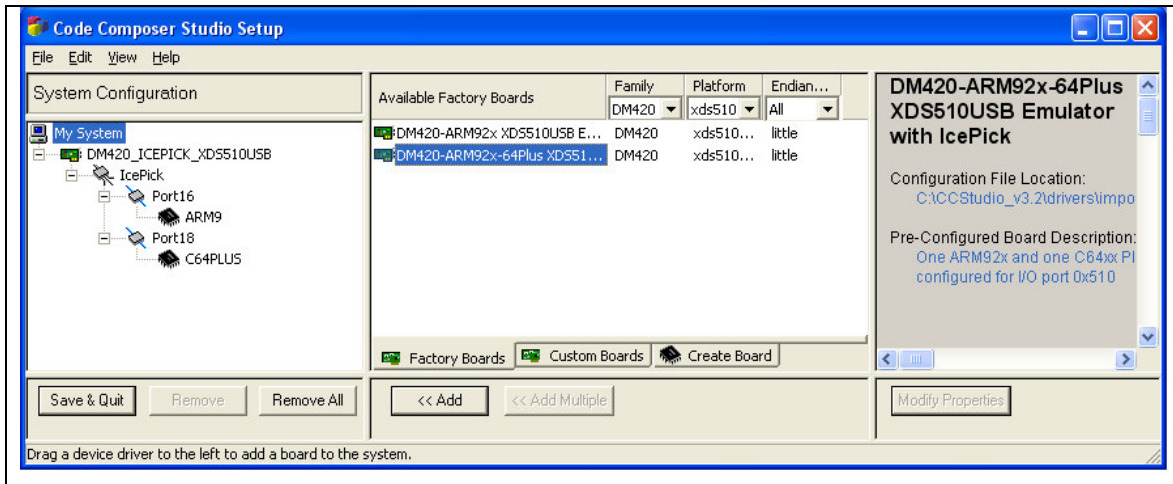 Code Composer Studio Setup
File Edit View Help
System Configuration
My System
DM420_ICEPICK_XDS510USB
IcePick
Port16
ARM9
Port18
C64PLUS
Save & Quit Remove Remove All
Available Factory Boards Family Platform Endian...
DM420 xds510 All
DM420-ARM92x XDS510USB E... DM420 xds510... little
DM420-ARM92x-64Plus XDS51... DM420 xds510... little
Factory Boards Custom Boards Create Board
<< Add << Add Multiple
DM420-ARM92x-64Plus
XDS510USB Emulator
with IcePick
Configuration File Location:
C:\CCStudio_v3.2\drivers\impo
Pre-Configured Board Description:
One ARM92x and one C64xx Pl
configured for I/O port 0x510
Modify Properties
Drag a device driver to the left to add a board to the system.